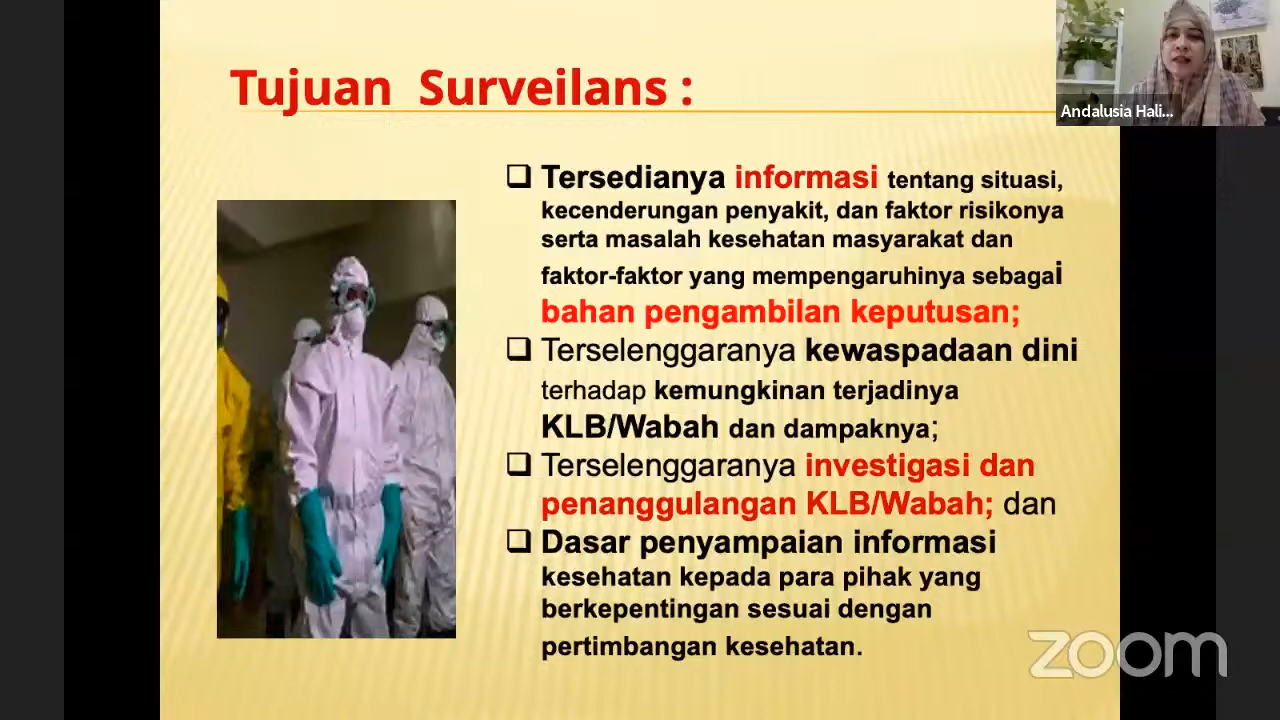 Tujuan Surveilans :
Andalusia Hali...
❑ Tersedianya informasi tentang situasi,
kecenderungan penyakit, dan faktor risikonya
serta masalah kesehatan masyarakat dan
faktor-faktor yang mempengaruhinya sebagai
bahan pengambilan keputusan;
❑ Terselenggaranya kewaspadaan dini
terhadap kemungkinan terjadinya
KLB/Wabah dan dampaknya;
❑ Terselenggaranya investigasi dan
penanggulangan KLB/Wabah; dan
❑ Dasar penyampaian informasi
kesehatan kepada para pihak yang
berkepentingan sesuai dengan
pertimbangan kesehatan.
zoom